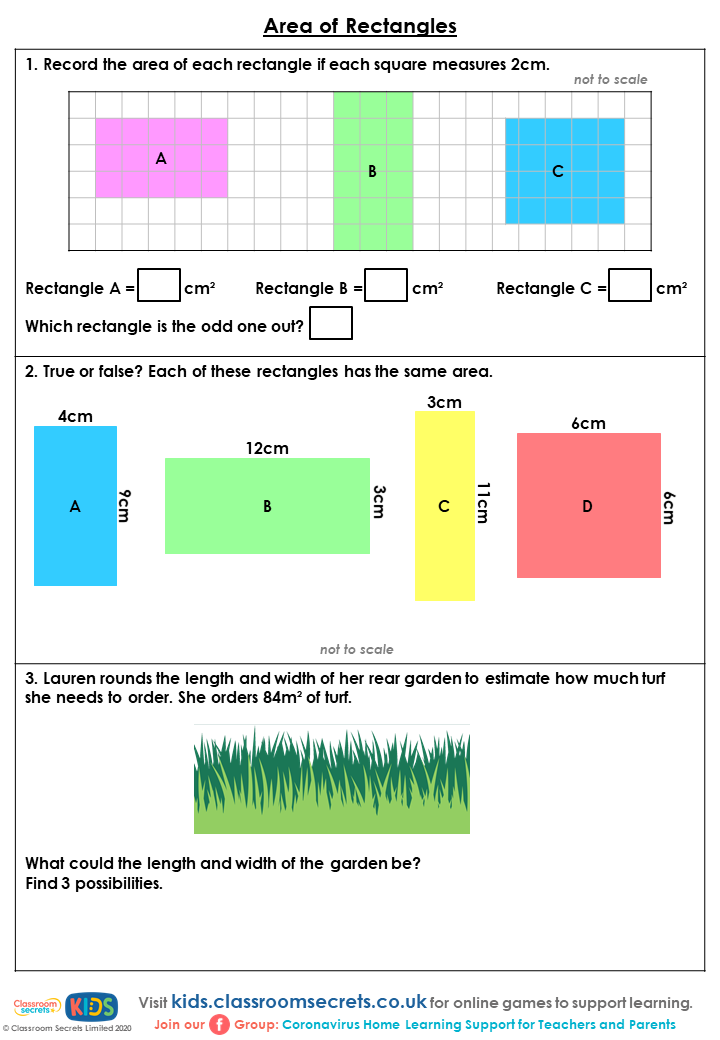 Area of Rectangles
1. Record the area of each rectangle if each square measures 2cm.
not to scale
A
B
C
Rectangle A = cm²
Rectangle B = cm²
Rectangle C = cm²
Which rectangle is the odd one out?
2. True or false? Each of these rectangles has the same area.
4cm
9cm
A
12cm
3cm
B
3cm
11cm
C
6cm
6cm
D
not to scale
3. Lauren rounds the length and width of her rear garden to estimate how much turf
she needs to order. She orders 84m² of turf.
What could the length and width of the garden be?
Find 3 possibilities.
Classroom
secrets
KIDS
© Classroom Secrets Limited 2020
Visit kids.classroomsecrets.co.uk for online games to support learning.
Join our f Group: Coronavirus Home Learning Support for Teachers and Parents